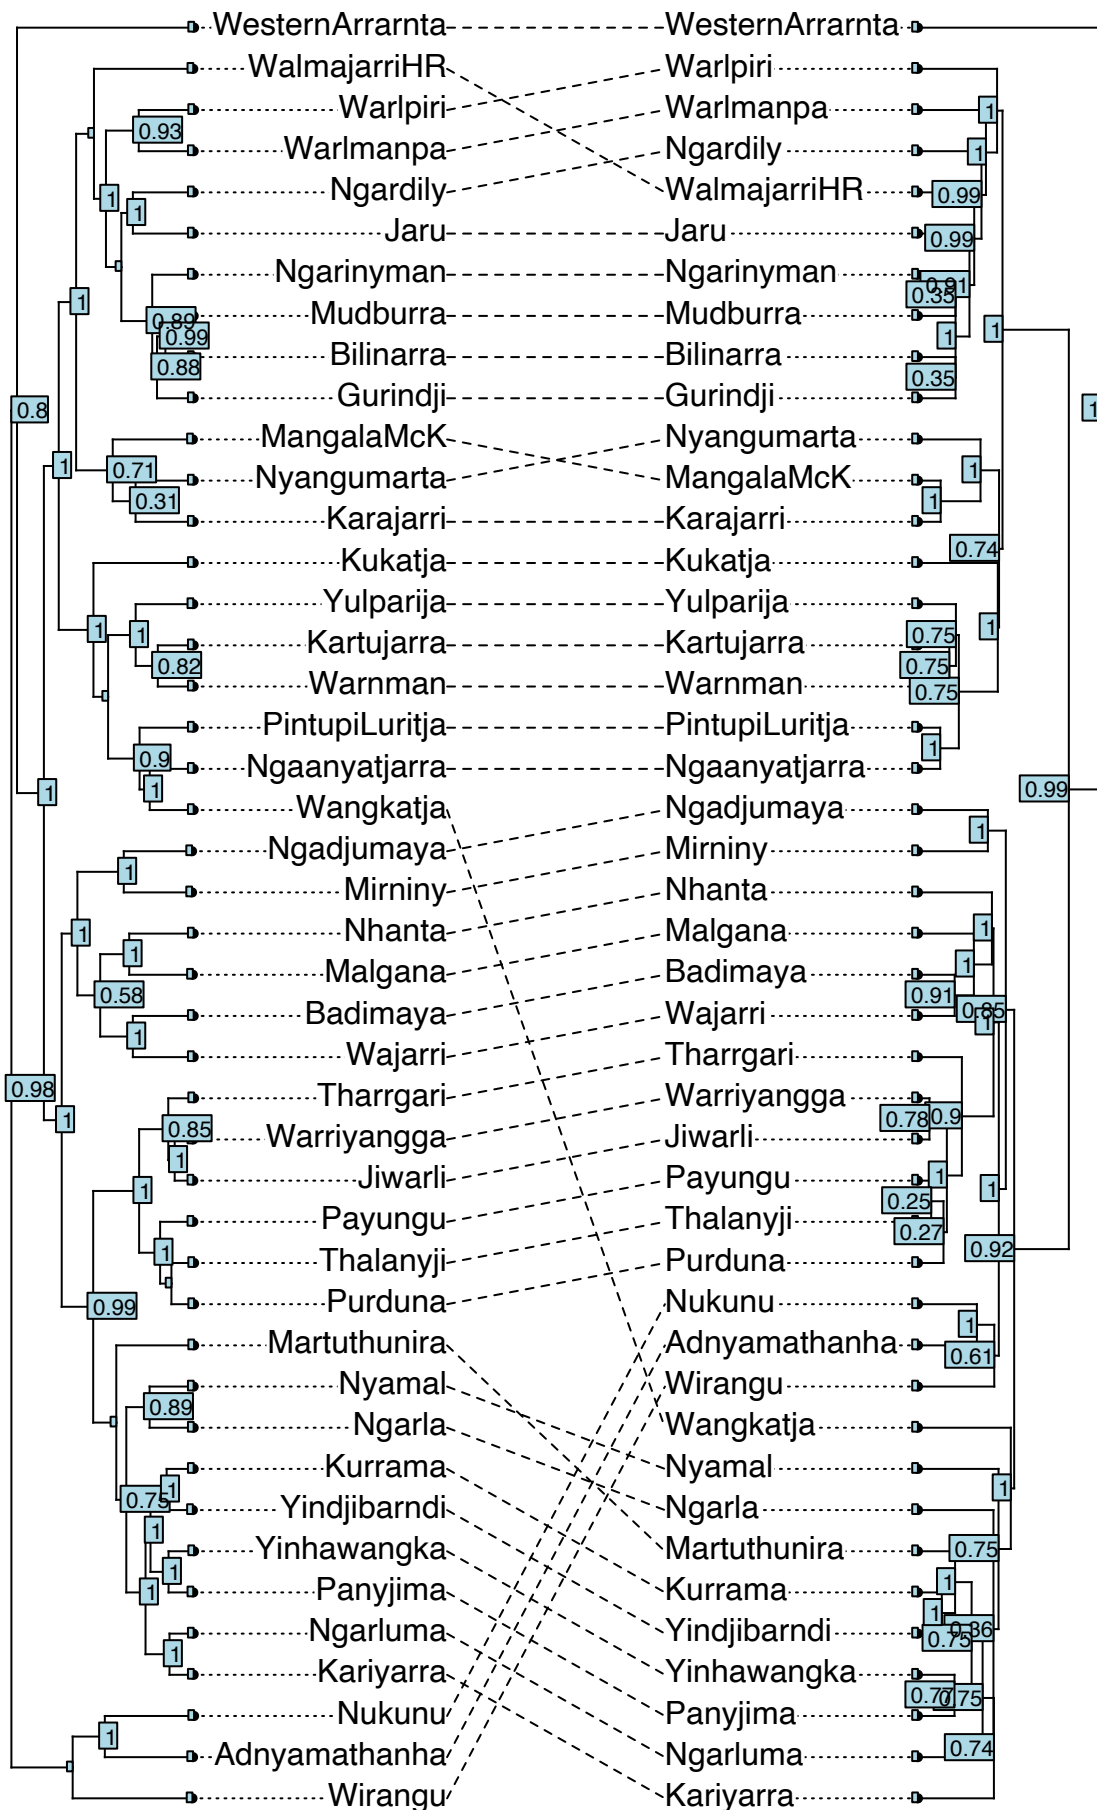 WesternArrarnta WesternArrarnta
WalmajarriHR Warlpiri
Warlpiri Warlmanpa 1
0.93
Warlmanpa Ngardily 1
Ngardily WalmajarriHR 0.99
1 1
Jaru Jaru 0.99
Ngarinyman Ngarinyman 0.91
1 0.35
Mudburra Mudburra
0.89 1 1
0.99
Bilinarra Bilinarra
0.88 0.35
Gurindji Gurindji
0.8 1
MangalaMcK Nyangumarta
1 0.71 1
Nyangumarta MangalaMcK
0.31 1
Karajarri Karajarri
0.74
Kukatja Kukatja
Yulparija Yulparija
1 1 0.75 1
Kartujarra Kartujarra
0.82 0.75
Warnman Warnman 0.75
PintupiLuritja PintupiLuritja
0.9 1
Ngaanyatjarra Ngaanyatjarra
1 1 0.99
Wangkatja Ngadjumaya
1
Ngadjumaya Mirniny
1
Mirniny Nhanta
1 1
Nhanta Malgana
1 1
Malgana Badimaya
0.58 0.91 0.85
Badimaya Wajarri
1 1
Wajarri Tharrgari
0.98
Tharrgari Warriyangga
1 0.78 0.9
0.85
Warriyangga Jiwarli
1
Jiwarli Payungu 1
1 0.25 1
Payungu Thalanyji
1 0.27 0.92
Thalanyji Purduna
Purduna Nukunu
0.99 1
Martuthunira Adnyamathanha
0.61
Nyamal Wirangu
0.89
Ngarla Wangkatja
Kurrama Nyamal
0.75 1 1
Yindjibarndi Ngarla
1
Yinhawangka Martuthunira 0.75
1 1
Panyjima Kurrama
1 1
Ngarluma Yindjibarndi 0.36
1 0.75
Kariyarra Yinhawangka
0.77 0.75
Nukunu Panyjima
1 0.74
Adnyamathanha Ngarluma
Wirangu Kariyarra